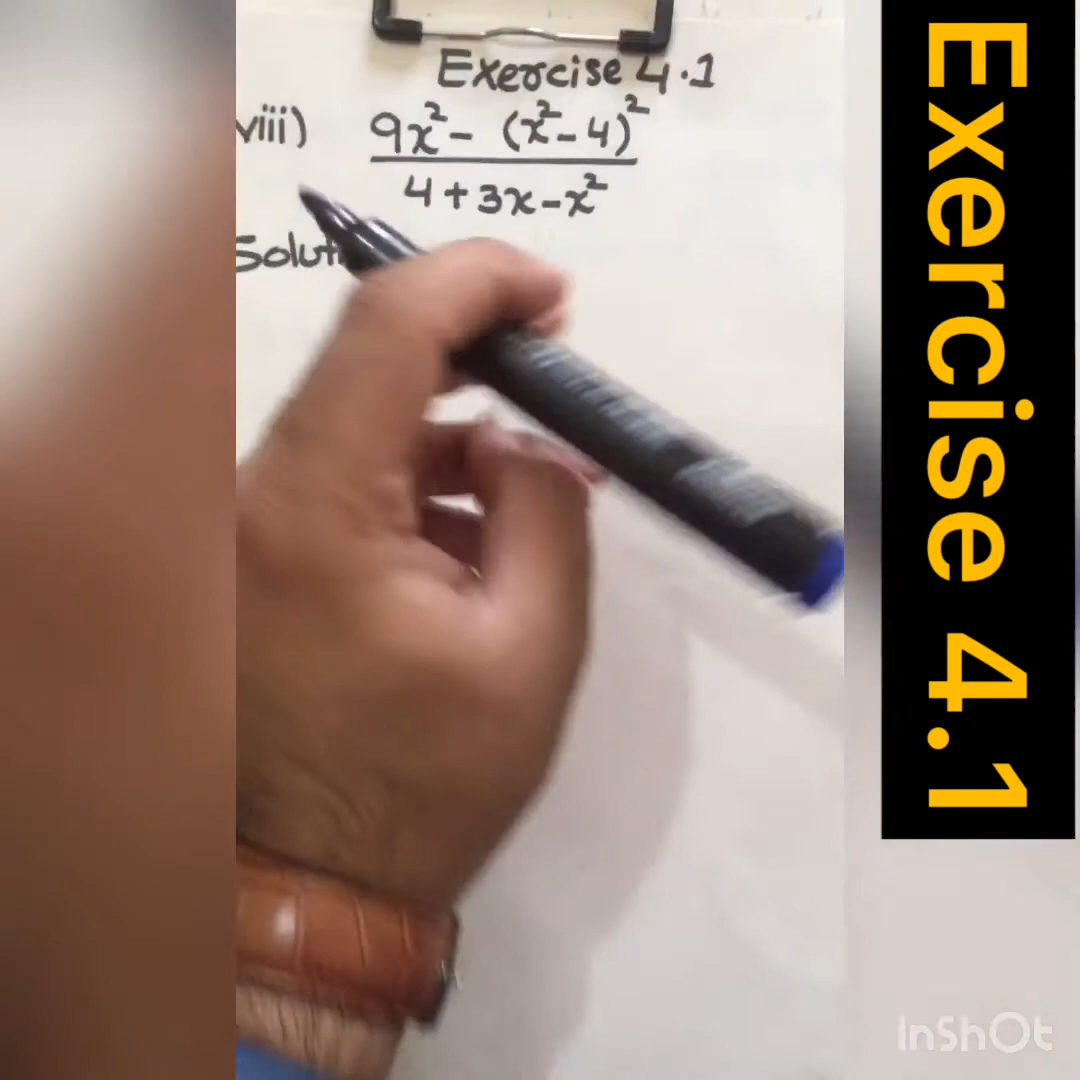 Exercise 4.1
viii) 9x² - (x² - 4)²
4 + 3x - x²
Exercise 4.1
InShOt